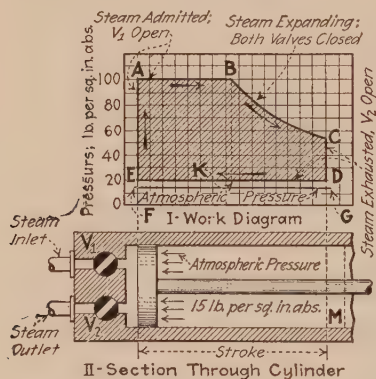 Steam Admitted;
V₁ Open
Steam Expanding;
Both Valves Closed
Steam Exhausted, V₂ Open
Pressurs; lb. per sq. in. abs.
A
B
100
80
60
40
20
0
C
E
K
D
Atmospheric Pressure
F
G
I-Work Diagram
Steam
Inlet
V₁
Atmospheric Pressure
15 lb. per sq. in. abs.
V₂
M
Steam
Outlet
Stroke
II-Section Through Cylinder